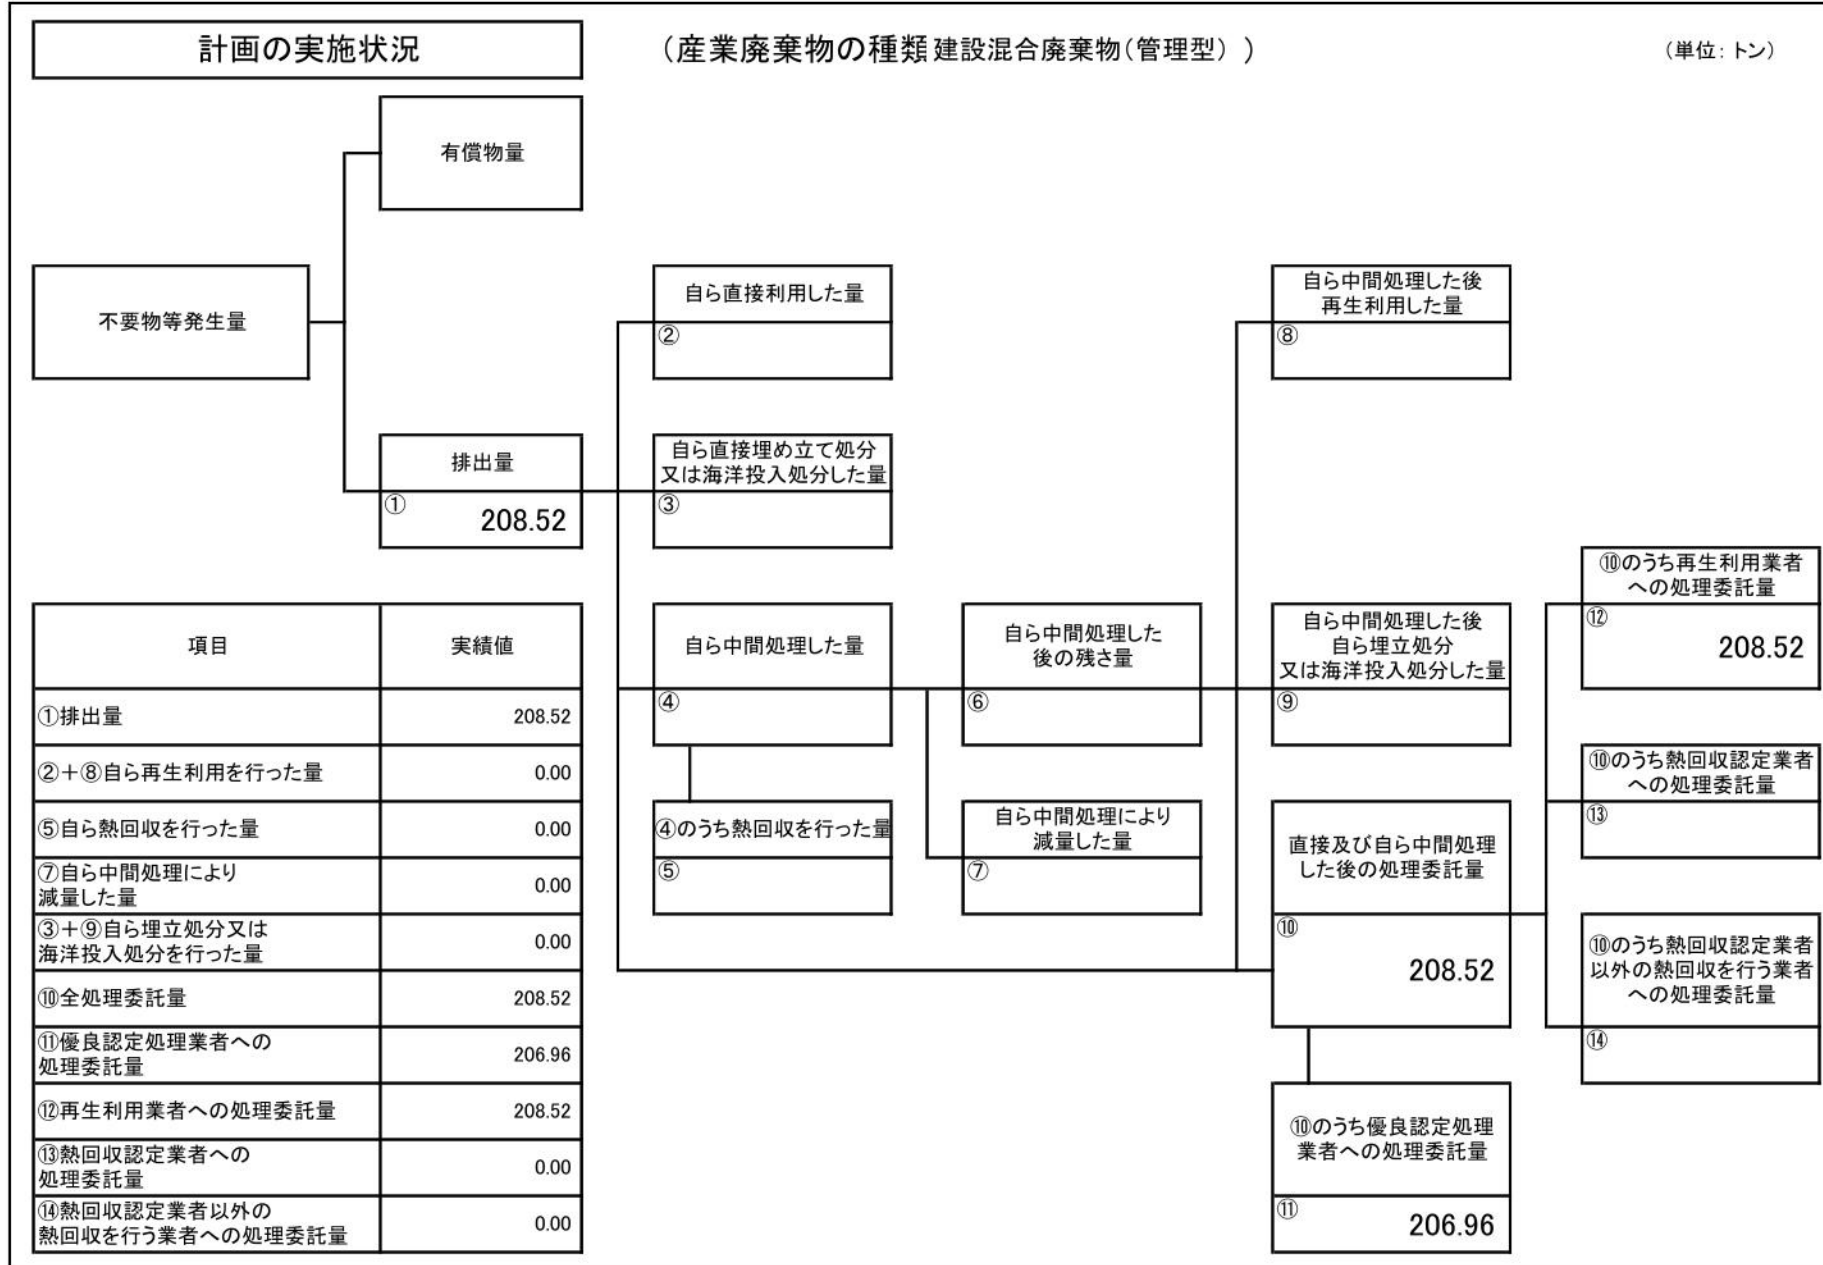 計画の実施状況
（産業廃棄物の種類 建設混合廃棄物（管理型） ）
（単位：トン）
有償物量
不要物等発生量
自ら直接利用した量
②
自ら中間処理した後
再生利用した量
⑧
排出量
① 208.52
自ら直接埋め立て処分
又は海洋投入処分した量
③
⑩のうち再生利用業者
への処理委託量
⑫ 208.52
自ら中間処理した量
④
自ら中間処理した
後の残さ量
⑥
自ら中間処理した後
自ら埋立処分
又は海洋投入処分した量
⑨
⑩のうち熱回収認定業者
への処理委託量
⑬
④のうち熱回収を行った量
⑤
自ら中間処理により
減量した量
⑦
直接及び自ら中間処理
した後の処理委託量
⑩ 208.52
⑩のうち熱回収認定業者
以外の熱回収を行う業者
への処理委託量
⑭
⑩のうち優良認定処理
業者への処理委託量
⑪ 206.96
項目 実績値
①排出量 208.52
②＋⑧自ら再生利用を行った量 0.00
⑤自ら熱回収を行った量 0.00
⑦自ら中間処理により
減量した量 0.00
③＋⑨自ら埋立処分又は
海洋投入処分を行った量 0.00
⑩全処理委託量 208.52
⑪優良認定処理業者への
処理委託量 206.96
⑫再生利用業者への処理委託量 208.52
⑬熱回収認定業者への
処理委託量 0.00
⑭熱回収認定業者以外の
熱回収を行う業者への処理委託量 0.00